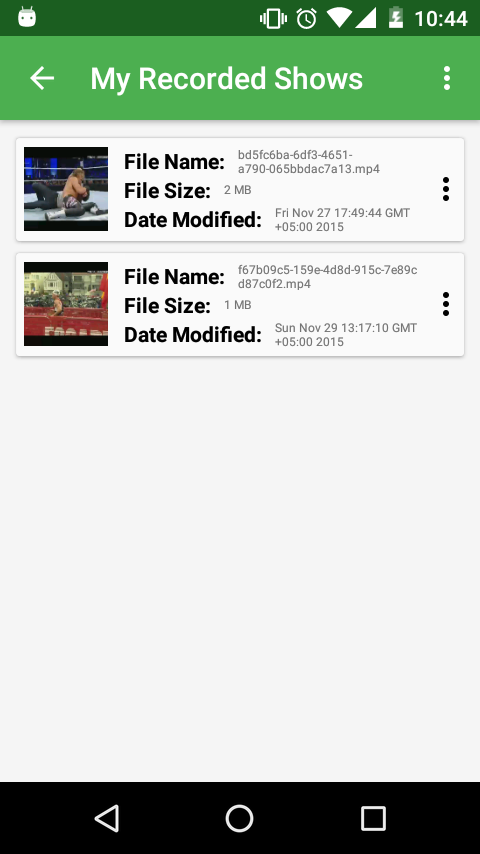 10:44
My Recorded Shows
File Name: bd5fc6ba-6df3-4651-
a790-065bbdac7a13.mp4
File Size: 2 MB
Date Modified: Fri Nov 27 17:49:44 GMT
+05:00 2015
File Name: f67b09c5-159e-4d8d-915c-7e89c
d87c0f2.mp4
File Size: 1 MB
Date Modified: Sun Nov 29 13:17:10 GMT
+05:00 2015